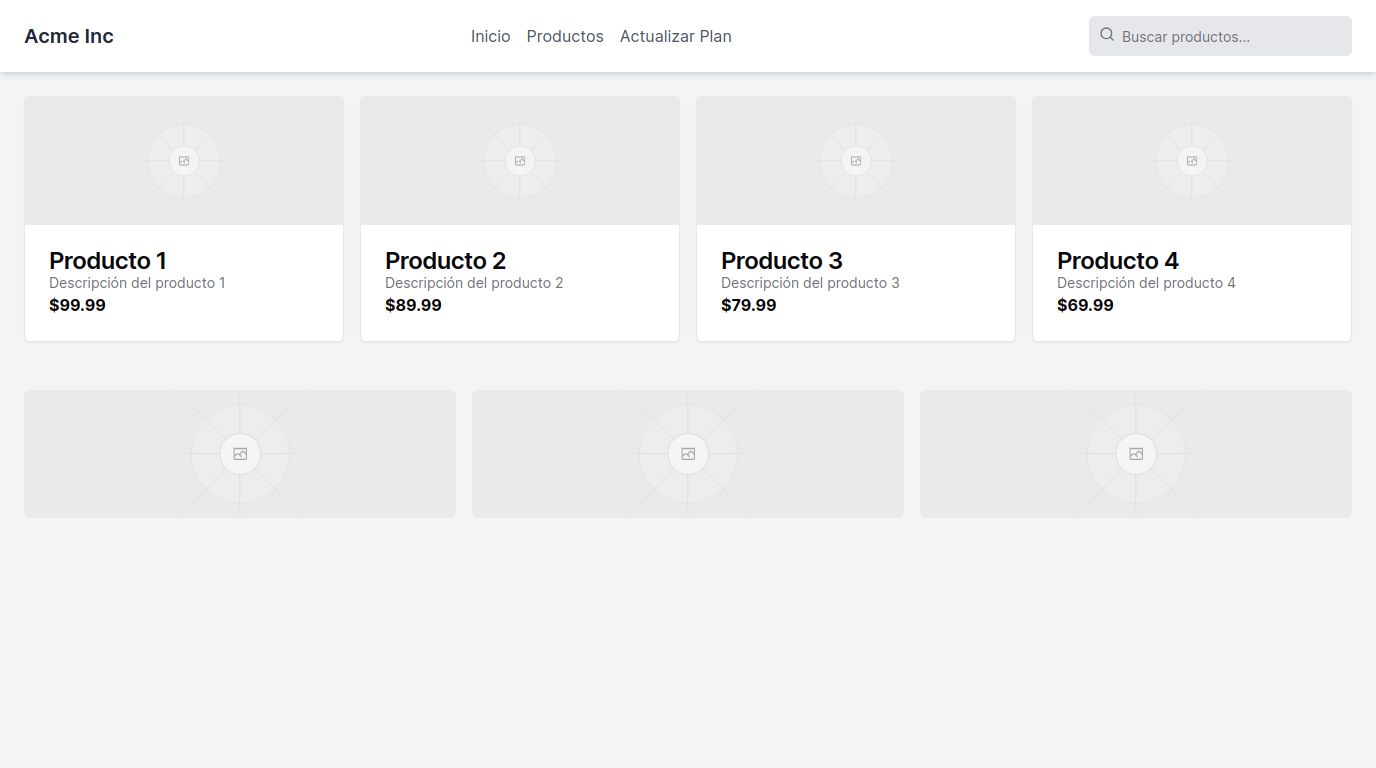 Acme Inc
Inicio Productos Actualizar Plan
Buscar productos...
Producto 1
Descripción del producto 1
$99.99
Producto 2
Descripción del producto 2
$89.99
Producto 3
Descripción del producto 3
$79.99
Producto 4
Descripción del producto 4
$69.99